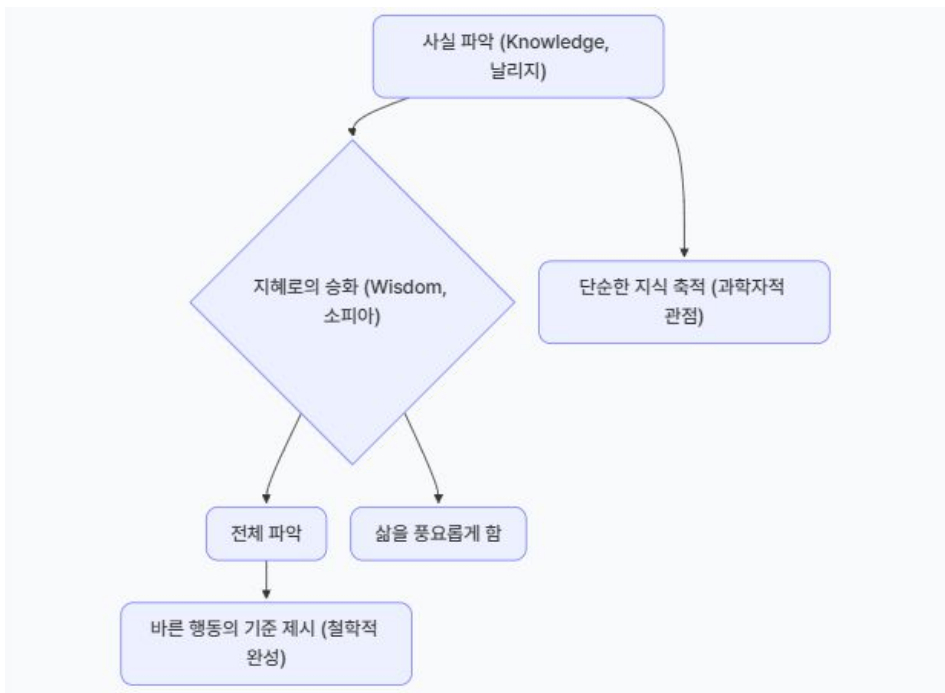 사실 파악 (Knowledge,
날리지)
지혜로의 승화 (Wisdom,
소피아)
단순한 지식 축적 (과학자적
관점)
전체 파악
삶을 풍요롭게 함
바른 행동의 기준 제시 (철학적
완성)